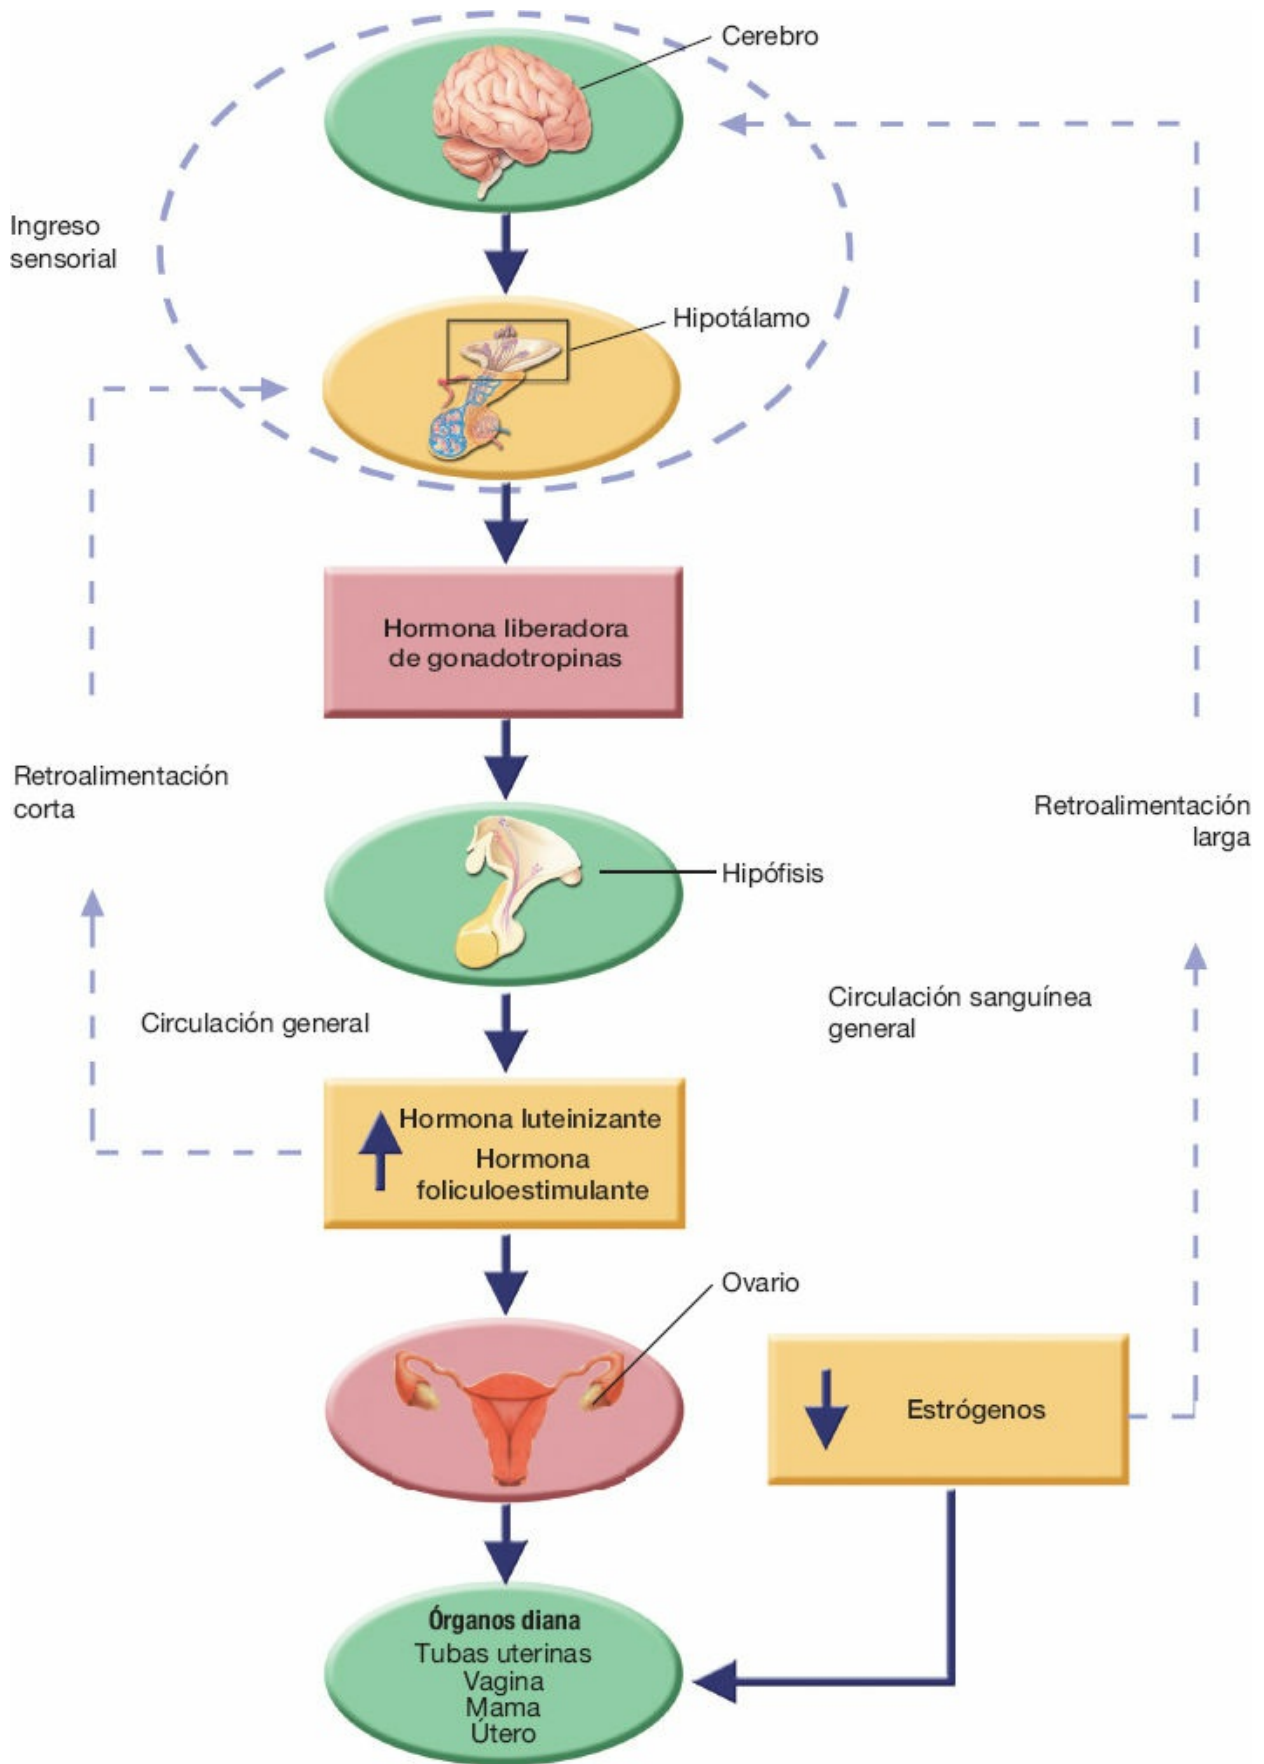 Cerebro
Ingreso
sensorial
Hipotálamo
Hormona liberadora
de gonadotropinas
Retroalimentación
corta
Retroalimentación
larga
Hipófisis
Circulación general
Circulación sanguínea
general
Hormona luteinizante
Hormona
foliculoestimulante
Ovario
Estrógenos
Órganos diana
Tubas uterinas
Vagina
Mama
Útero